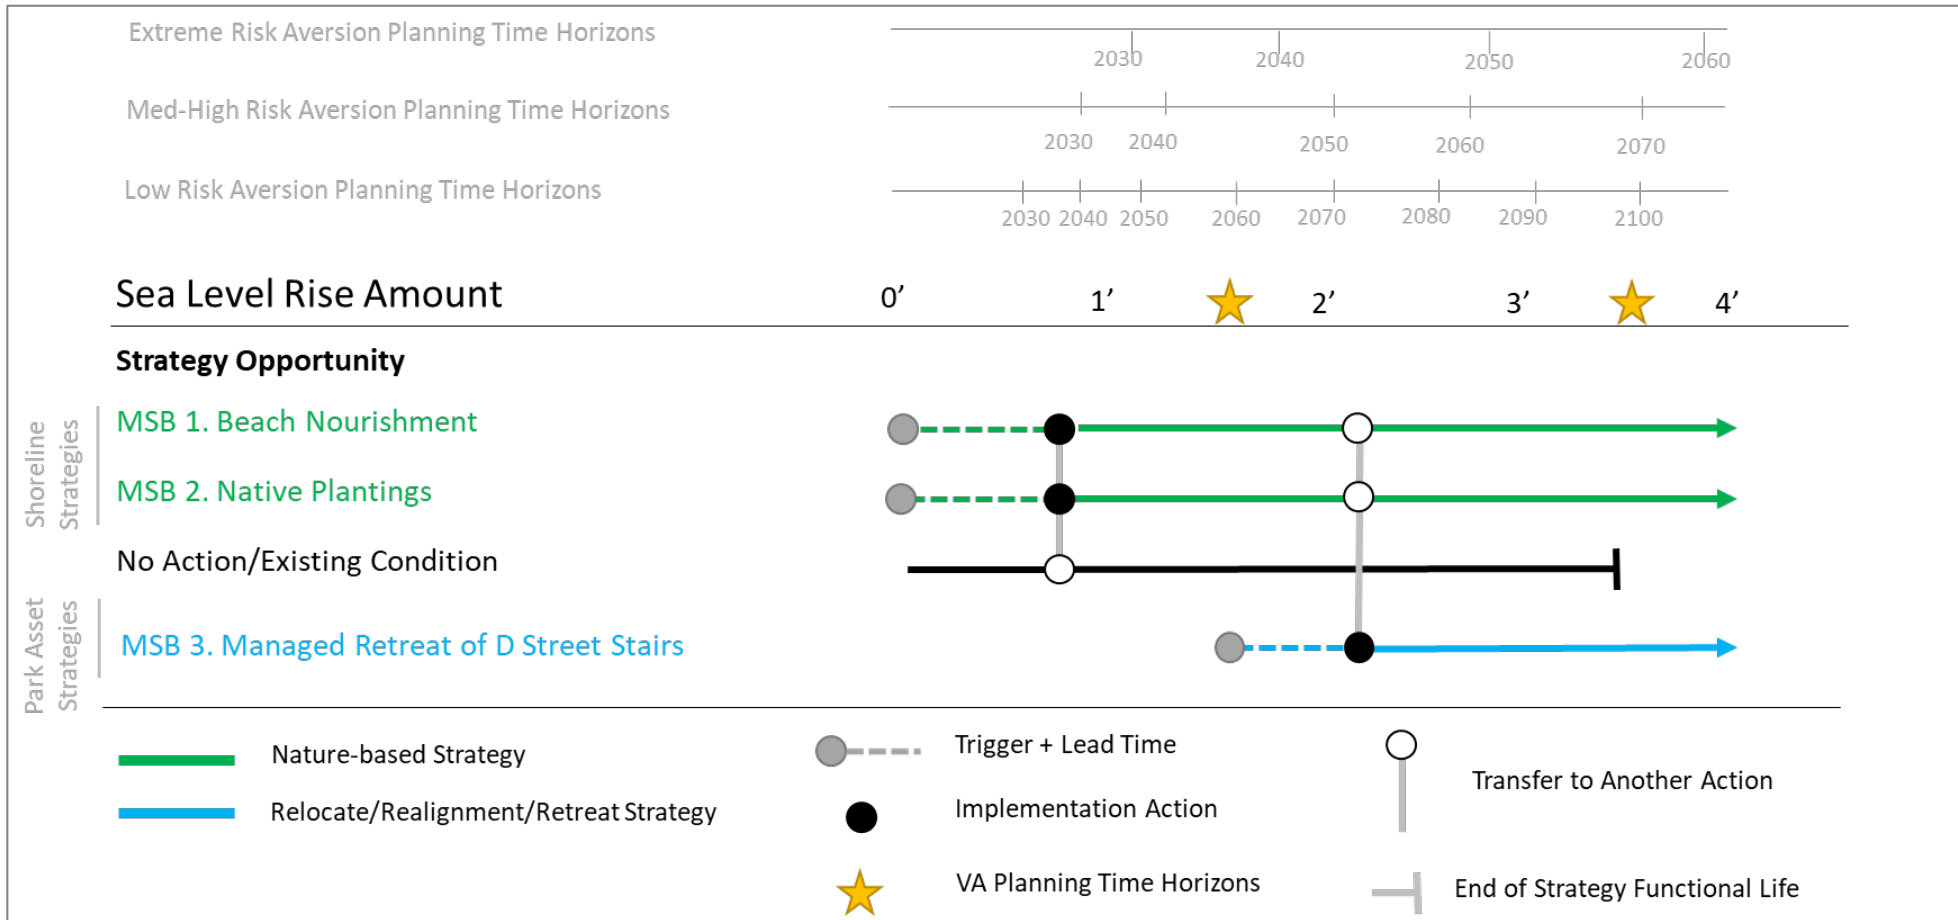 Extreme Risk Aversion Planning Time Horizons
2030 2040 2050 2060
Med-High Risk Aversion Planning Time Horizons
2030 2040 2050 2060 2070
Low Risk Aversion Planning Time Horizons
2030 2040 2050 2060 2070 2080 2090 2100
Sea Level Rise Amount 0’ 1’ 2’ 3’ 4’
Strategy Opportunity
Shoreline
Strategies
MSB 1. Beach Nourishment
MSB 2. Native Plantings
No Action/Existing Condition
Park Asset
Strategies
MSB 3. Managed Retreat of D Street Stairs
Nature-based Strategy
Relocate/Realignment/Retreat Strategy
Trigger + Lead Time
Implementation Action
VA Planning Time Horizons
Transfer to Another Action
End of Strategy Functional Life